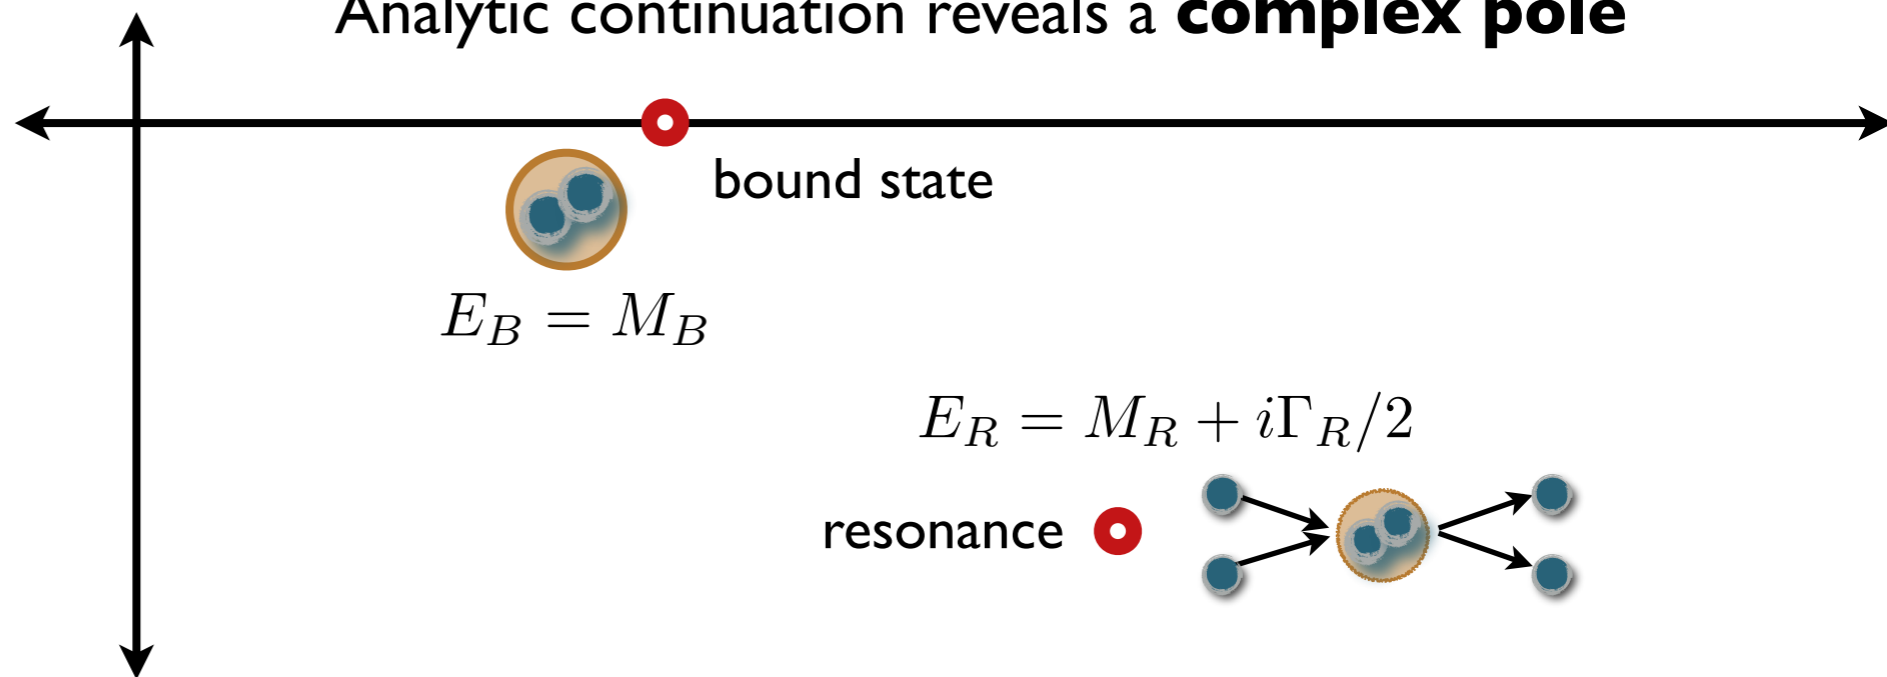 Analytic continuation reveals a complex pole
bound state
E_B = M_B
E_R = M_R + iΓ_R/2
resonance